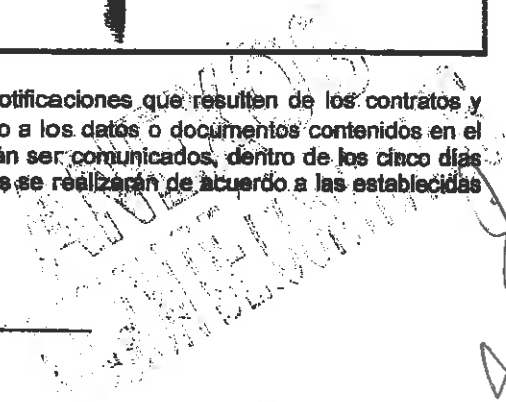 otificaciones que resulten de los contratos y
o a los datos o documentos contenidos en el
án ser comunicados, dentro de los cinco días
s se realizarán de acuerdo a las establecidas
ANEXOS